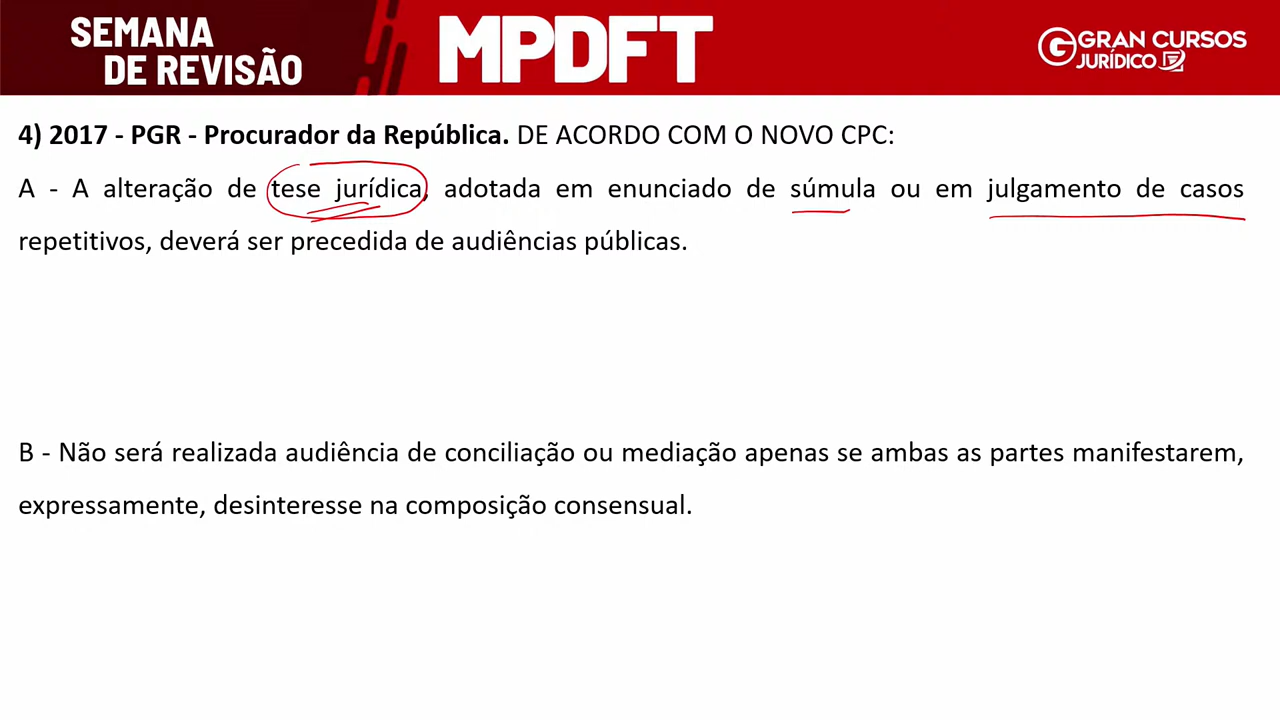 SEMANA
DE REVISÃO
MPDFT
GRAN CURSOS
JURÍDICO
4) 2017 - PGR - Procurador da República. DE ACORDO COM O NOVO CPC:
A - A alteração de tese jurídica, adotada em enunciado de súmula ou em julgamento de casos
repetitivos, deverá ser precedida de audiências públicas.
B - Não será realizada audiência de conciliação ou mediação apenas se ambas as partes manifestarem,
expressamente, desinteresse na composição consensual.